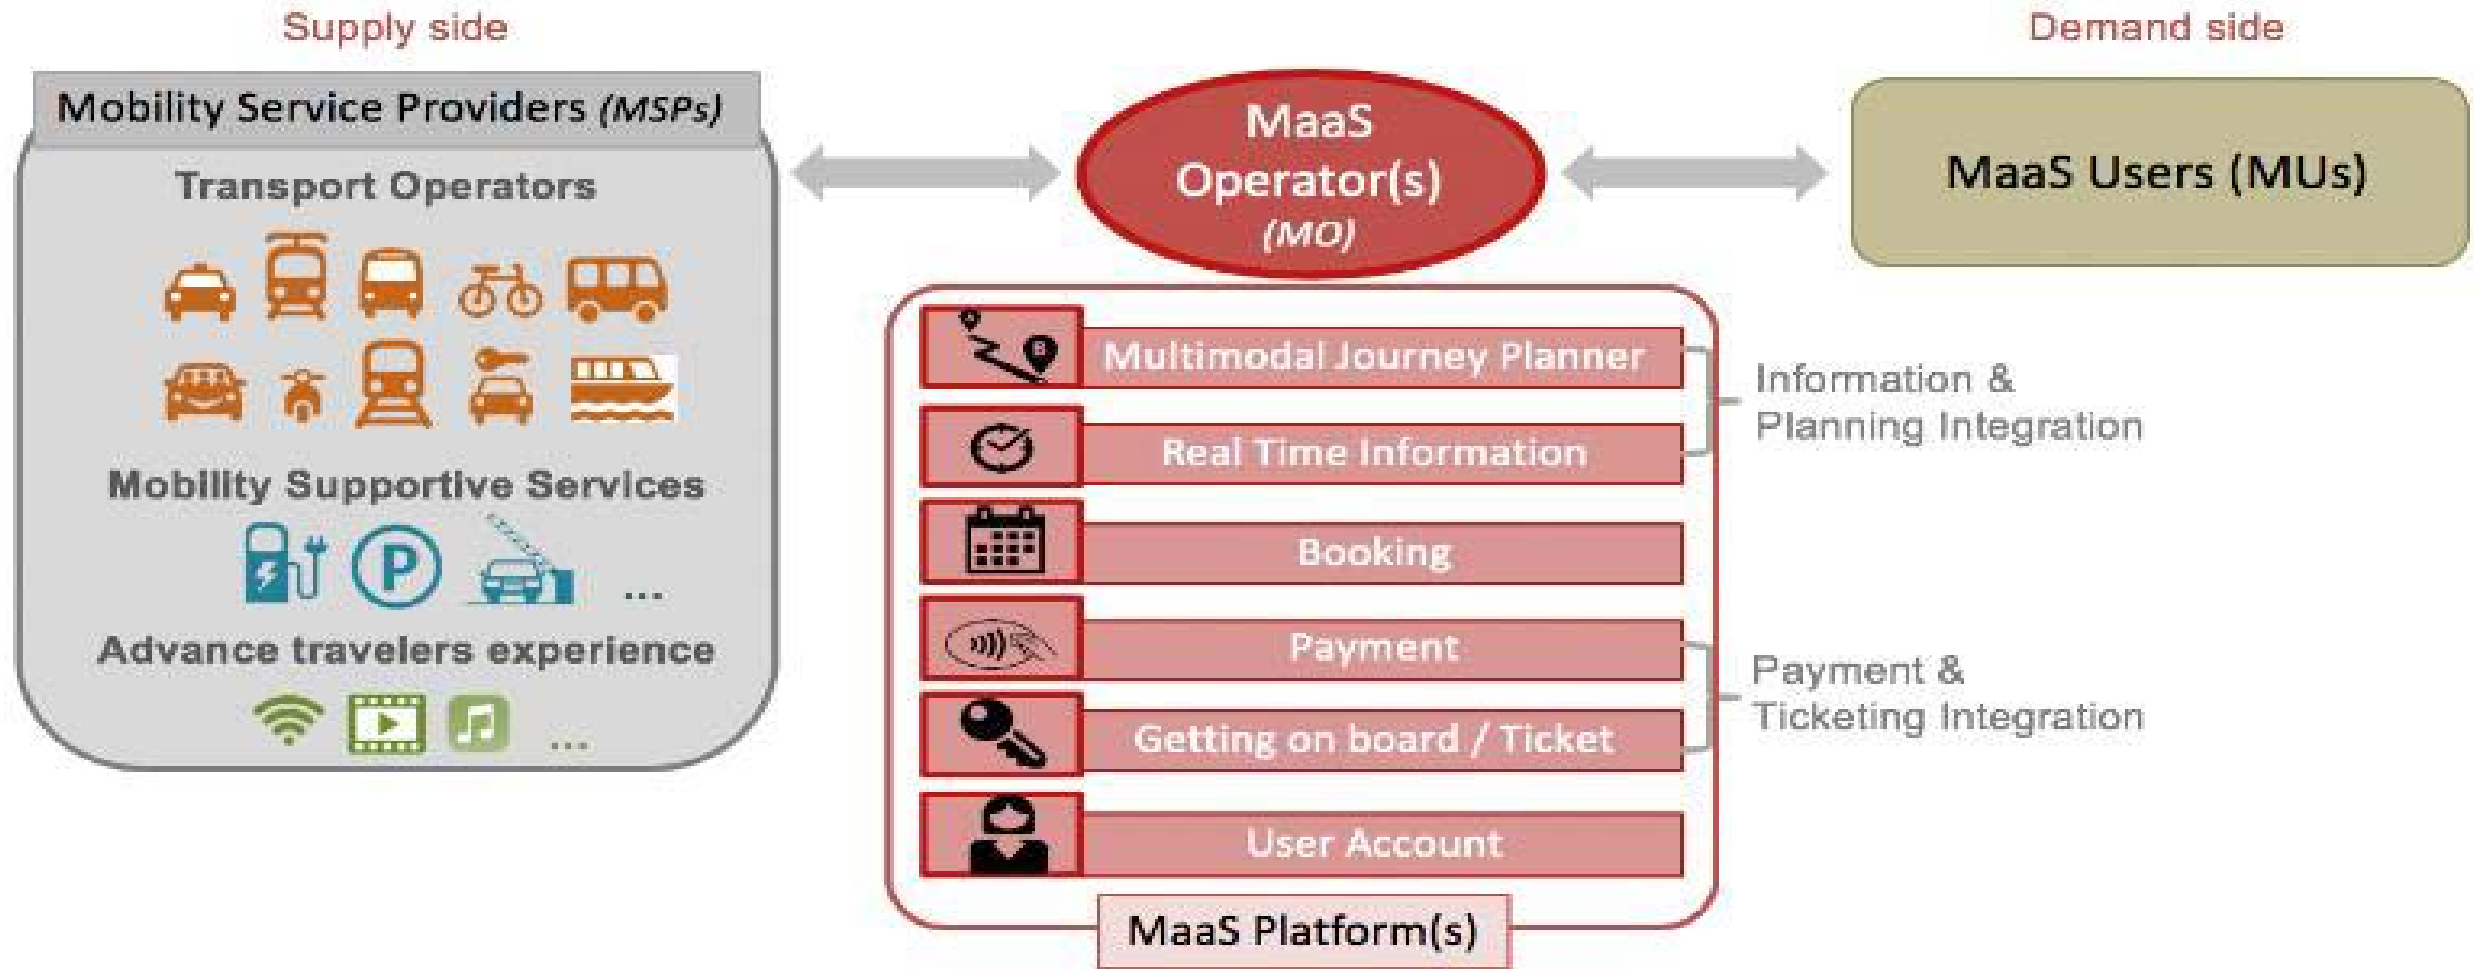 Supply side
Demand side
Mobility Service Providers (MSPs)
Transport Operators
Mobility Supportive Services
P
...
Advance travelers experience
...
MaaS
Operator(s)
(MO)
MaaS Users (MUs)
Multimodal Journey Planner
Real Time Information
Booking
Payment
Getting on board / Ticket
User Account
MaaS Platform(s)
Information &
Planning Integration
Payment &
Ticketing Integration